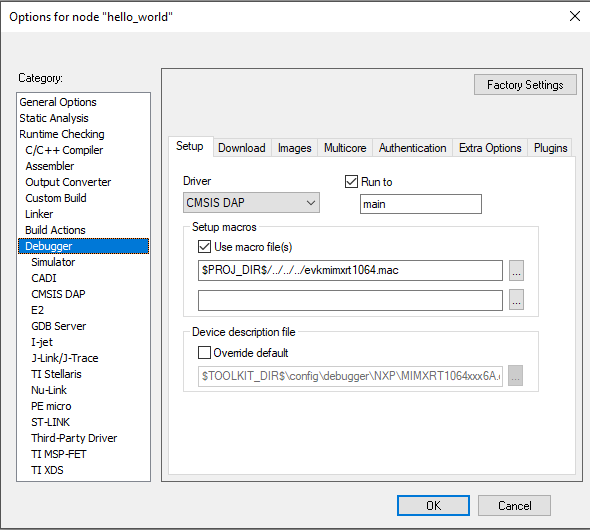 Options for node "hello_world"
Category:
General Options
Static Analysis
Runtime Checking
C/C++ Compiler
Assembler
Output Converter
Custom Build
Linker
Build Actions
Debugger
Simulator
CADI
CMSIS DAP
E2
GDB Server
I-jet
J-Link/J-Trace
TI Stellaris
Nu-Link
PE micro
ST-LINK
Third-Party Driver
TI MSP-FET
TI XDS
Factory Settings
Setup Download Images Multicore Authentication Extra Options Plugins
Driver
CMSIS DAP
Run to
main
Setup macros
Use macro file(s)
$PROJ_DIR$/../../../evkmimxrt1064.mac
...
...
Device description file
Override default
$TOOLKIT_DIR$\config\debugger\NXP\MIMXRT1064xxx6A.
...
OK Cancel